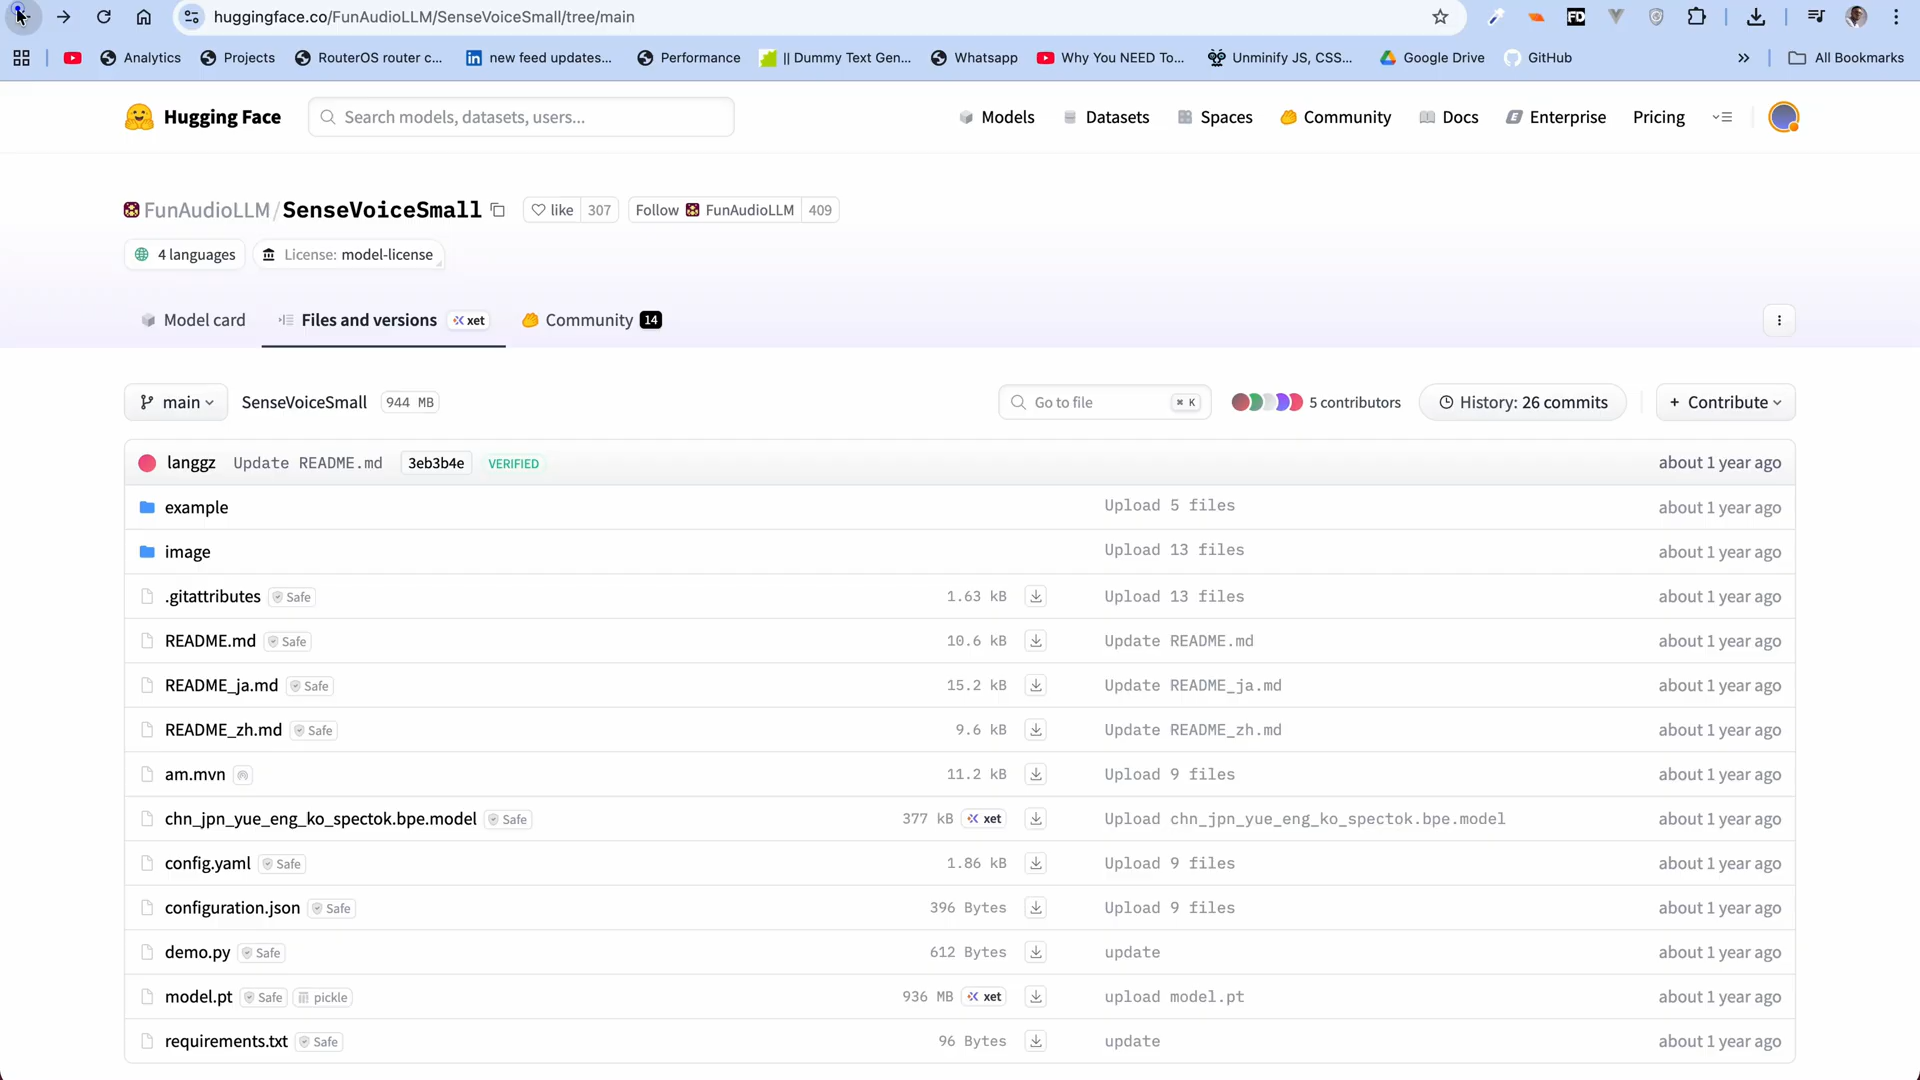 huggingface.co/FunAudioLLM/SenseVoiceSmall/tree/main
FD
Analytics Projects RouterOS router c... new feed updates... Performance || Dummy Text Gen... Whatsapp Why You NEED To... Unminify JS, CSS... Google Drive GitHub » All Bookmarks
Hugging Face Search models, datasets, users... Models Datasets Spaces Community Docs Enterprise Pricing
FunAudioLLM/SenseVoiceSmall like 307 Follow FunAudioLLM 409
4 languages License: model-license
Model card Files and versions xet Community 14
main SenseVoiceSmall 944 MB Go to file ⌘ K 5 contributors History: 26 commits + Contribute
langgz Update README.md 3eb3b4e VERIFIED about 1 year ago
example Upload 5 files about 1 year ago
image Upload 13 files about 1 year ago
.gitattributes Safe 1.63 kB Upload 13 files about 1 year ago
README.md Safe 10.6 kB Update README.md about 1 year ago
README_ja.md Safe 15.2 kB Update README_ja.md about 1 year ago
README_zh.md Safe 9.6 kB Update README_zh.md about 1 year ago
am.mvn 11.2 kB Upload 9 files about 1 year ago
chn_jpn_yue_eng_ko_spectok.bpe.model Safe 377 kB xet Upload chn_jpn_yue_eng_ko_spectok.bpe.model about 1 year ago
config.yaml Safe 1.86 kB Upload 9 files about 1 year ago
configuration.json Safe 396 Bytes Upload 9 files about 1 year ago
demo.py Safe 612 Bytes update about 1 year ago
model.pt Safe pickle 936 MB xet upload model.pt about 1 year ago
requirements.txt Safe 96 Bytes update about 1 year ago